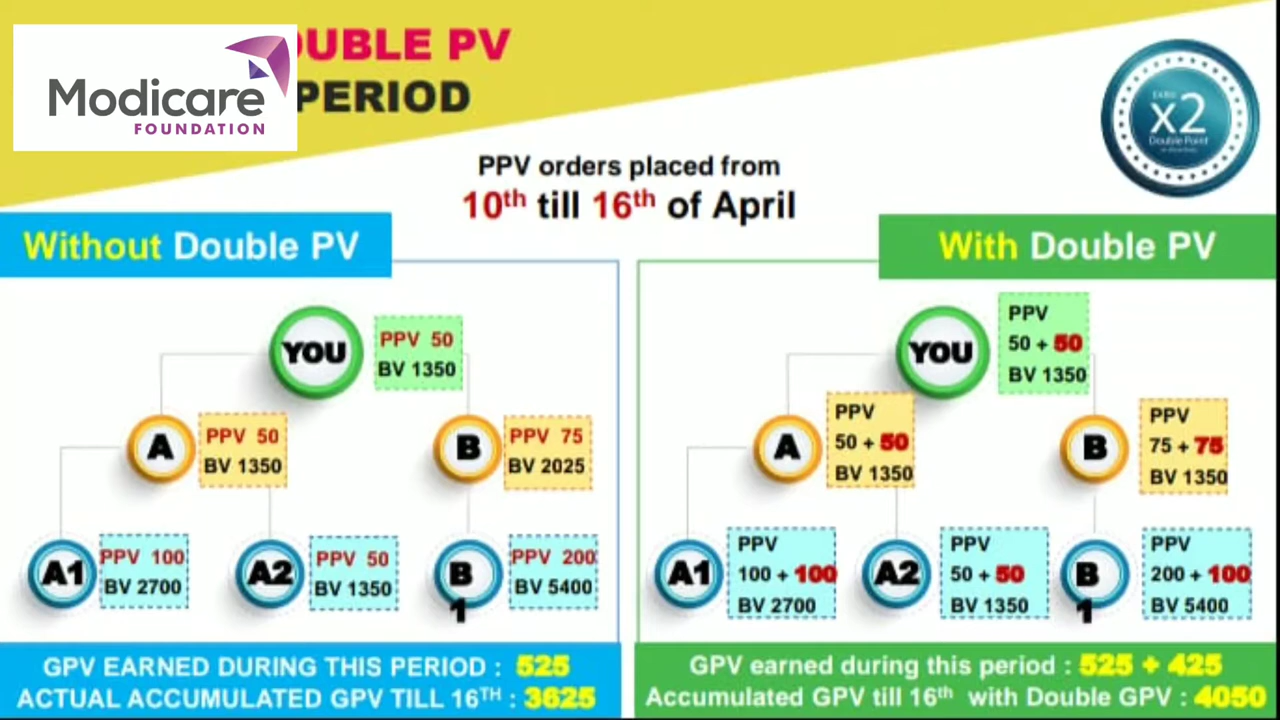 OUBLE PV
PERIOD
Modicare
FOUNDATION
x2
Double Point
PPV orders placed from
10th till 16th of April
Without Double PV
YOU
PPV 50
BV 1350
A
PPV 50
BV 1350
B
PPV 75
BV 2025
A1
PPV 100
BV 2700
A2
PPV 50
BV 1350
B
1
PPV 200
BV 5400
GPV EARNED DURING THIS PERIOD : 525
ACTUAL ACCUMULATED GPV TILL 16TH : 3625
With Double PV
YOU
PPV
50 + 50
BV 1350
A
PPV
50 + 50
BV 1350
B
PPV
75 + 75
BV 1350
A1
PPV
100 + 100
BV 2700
A2
PPV
50 + 50
BV 1350
B
1
PPV
200 + 100
BV 5400
GPV earned during this period : 525 + 425
Accumulated GPV till 16th with Double GPV : 4050